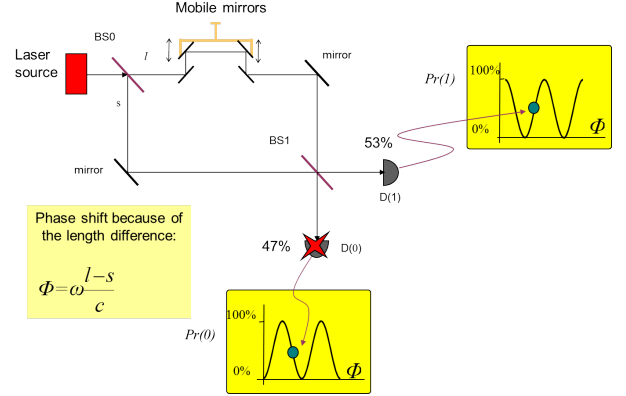 Mobile mirrors
BS0
Laser
source
l
mirror
s
Pr(1)
100%
0%
Φ
BS1
53%
mirror
D(1)
Phase shift because of
the length difference:
Φ=ω
l−s
c
47%
D(0)
Pr(0)
100%
0%
Φ